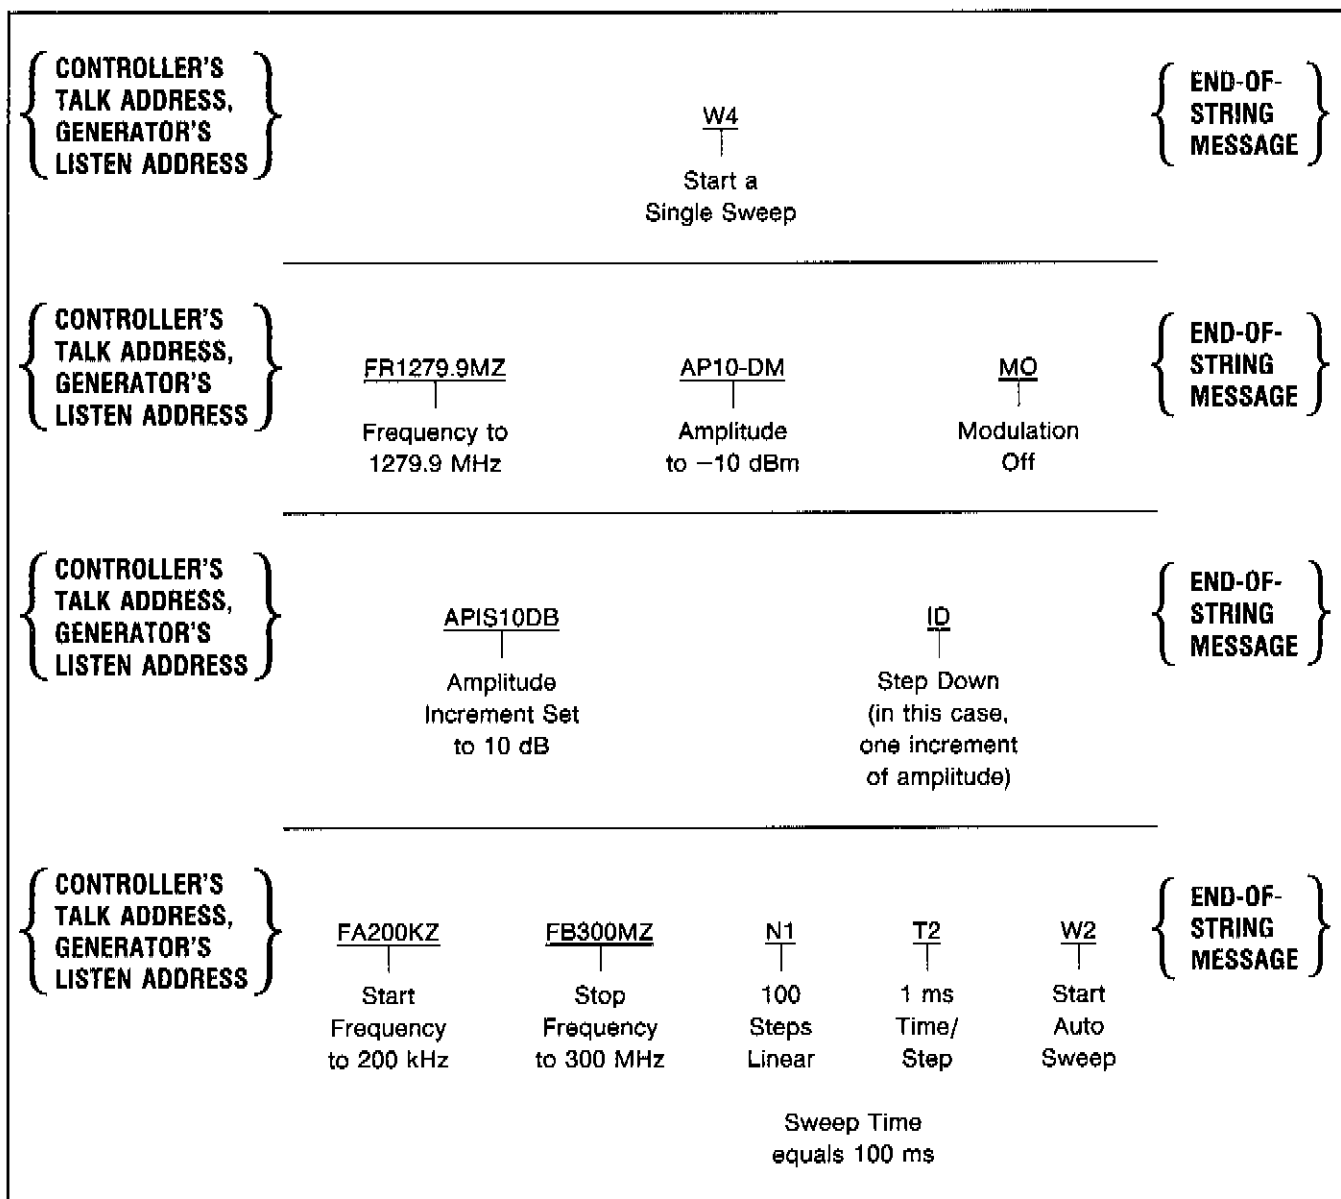 CONTROLLER'S
TALK ADDRESS,
GENERATOR'S
LISTEN ADDRESS
W4
Start a
Single Sweep
END-OF-
STRING
MESSAGE
CONTROLLER'S
TALK ADDRESS,
GENERATOR'S
LISTEN ADDRESS
FR1279.9MZ
Frequency to
1279.9 MHz
AP10-DM
Amplitude
to −10 dBm
MO
Modulation
Off
END-OF-
STRING
MESSAGE
CONTROLLER'S
TALK ADDRESS,
GENERATOR'S
LISTEN ADDRESS
APIS10DB
Amplitude
Increment Set
to 10 dB
ID
Step Down
(in this case,
one increment
of amplitude)
END-OF-
STRING
MESSAGE
CONTROLLER'S
TALK ADDRESS,
GENERATOR'S
LISTEN ADDRESS
FA200KZ
Start
Frequency
to 200 kHz
FB300MZ
Stop
Frequency
to 300 MHz
N1
100
Steps
Linear
T2
1 ms
Time/
Step
W2
Start
Auto
Sweep
END-OF-
STRING
MESSAGE
Sweep Time
equals 100 ms